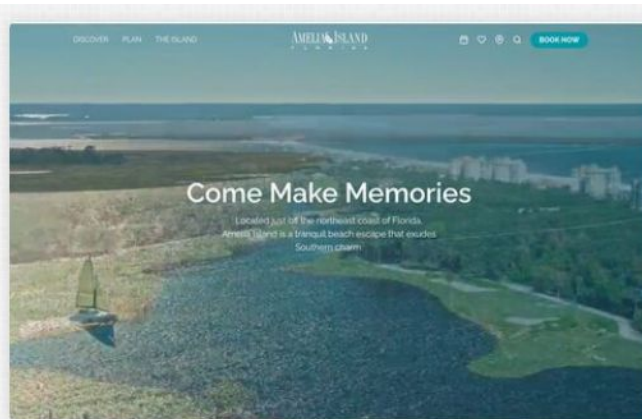 DISCOVER PLAN THE ISLAND
AMELIA ISLAND
FLORIDA
BOOK NOW
Come Make Memories
Located just off the northeast coast of Florida,
Amelia Island is a tranquil beach escape that exudes
Southern charm